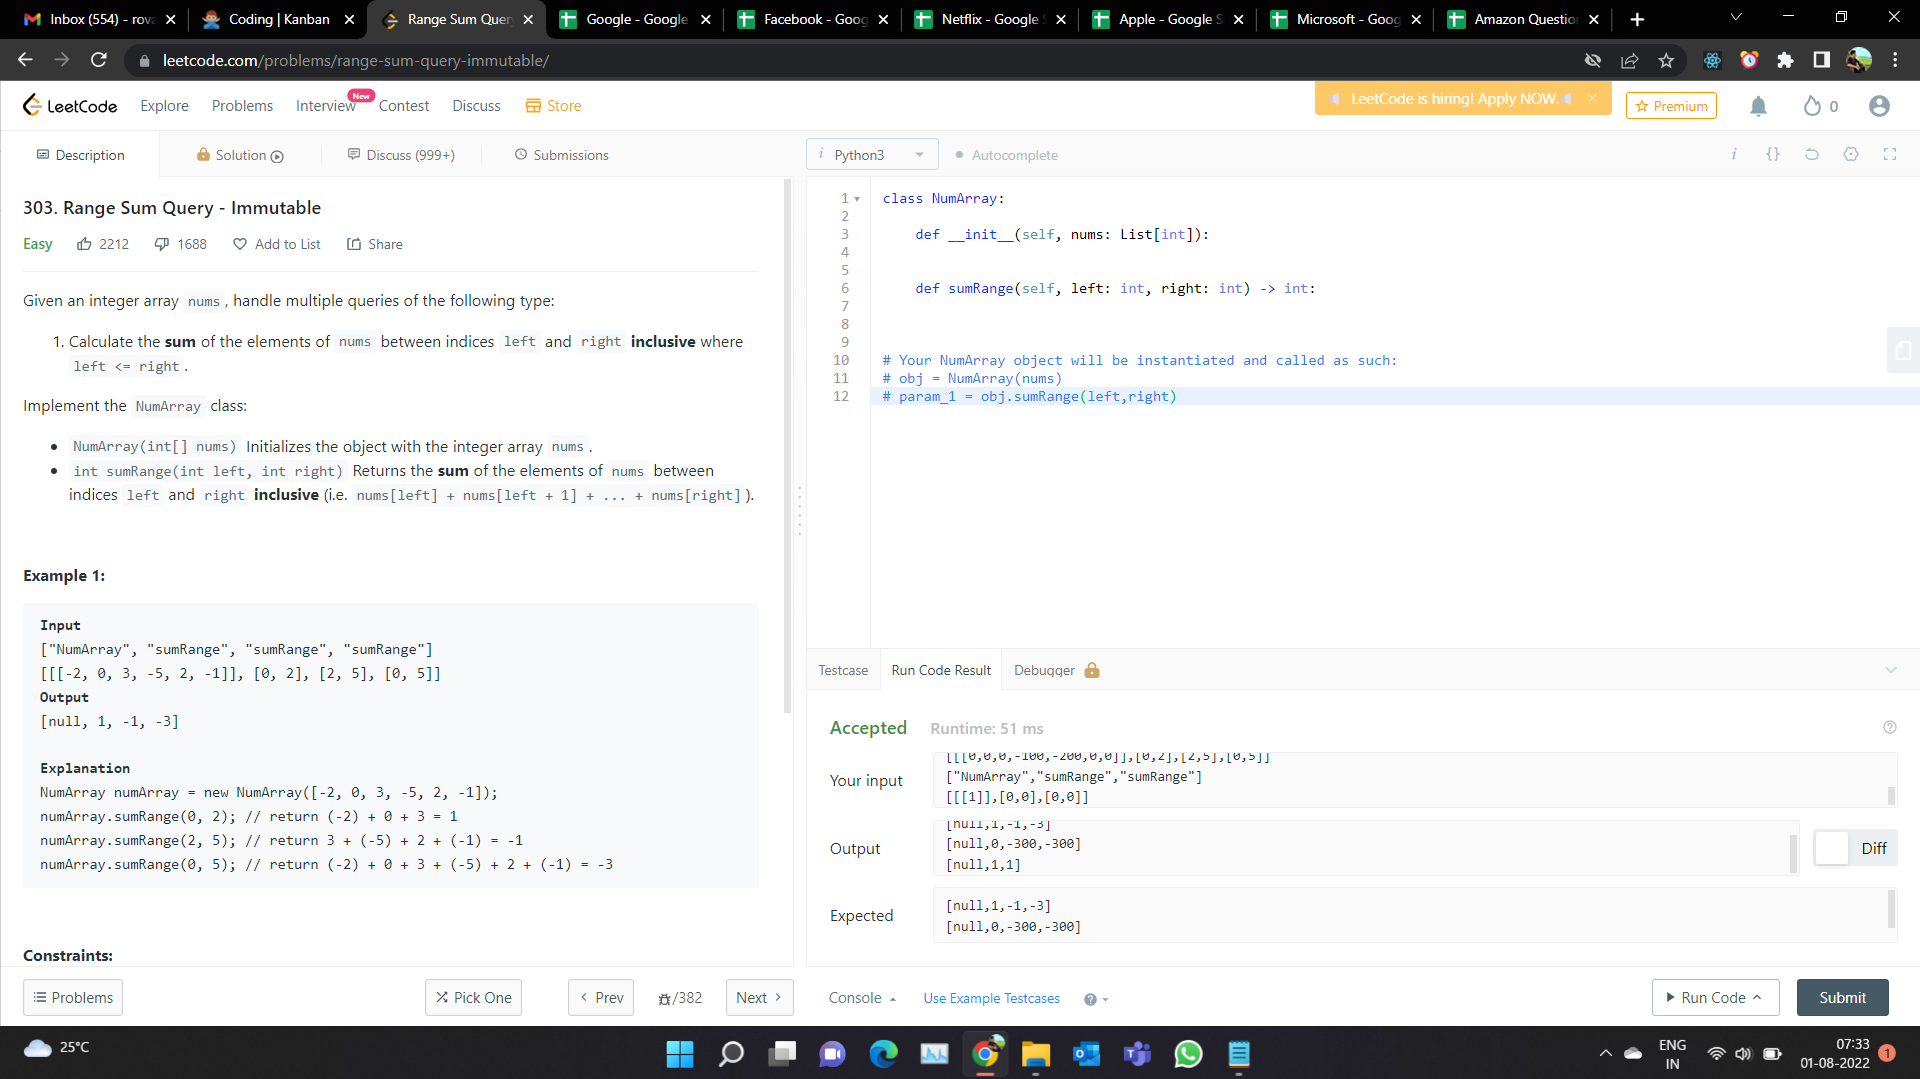 Inbox (554) - rova
Coding | Kanban
Range Sum Quer
Google - Google
Facebook - Goog
Netflix - Google S
Apple - Google S
Microsoft - Goog
Amazon Question
leetcode.com/problems/range-sum-query-immutable/
LeetCode
Explore
Problems
Interview
New
Contest
Discuss
Store
LeetCode is hiring! Apply NOW.
Premium
0
Description
Solution
Discuss (999+)
Submissions
i Python3
Autocomplete
i {}
303. Range Sum Query - Immutable
Easy 2212 1688 Add to List Share
Given an integer array nums , handle multiple queries of the following type:
1. Calculate the sum of the elements of nums between indices left and right inclusive where
left <= right .
Implement the NumArray class:
• NumArray(int[] nums) Initializes the object with the integer array nums .
• int sumRange(int left, int right) Returns the sum of the elements of nums between
indices left and right inclusive (i.e. nums[left] + nums[left + 1] + ... + nums[right] ).
Example 1:
Input
["NumArray", "sumRange", "sumRange", "sumRange"]
[[[-2, 0, 3, -5, 2, -1]], [0, 2], [2, 5], [0, 5]]
Output
[null, 1, -1, -3]
Explanation
NumArray numArray = new NumArray([-2, 0, 3, -5, 2, -1]);
numArray.sumRange(0, 2); // return (-2) + 0 + 3 = 1
numArray.sumRange(2, 5); // return 3 + (-5) + 2 + (-1) = -1
numArray.sumRange(0, 5); // return (-2) + 0 + 3 + (-5) + 2 + (-1) = -3
Constraints:
1 class NumArray:
2
3 def __init__(self, nums: List[int]):
4
5
6 def sumRange(self, left: int, right: int) -> int:
7
8
9
10 # Your NumArray object will be instantiated and called as such:
11 # obj = NumArray(nums)
12 # param_1 = obj.sumRange(left,right)
Testcase
Run Code Result
Debugger
Accepted Runtime: 51 ms
Your input
[[[0,0,0,-100,-200,0,0]],[0,2],[2,5],[0,5]]
["NumArray","sumRange","sumRange"]
[[[1]],[0,0],[0,0]]
Output
[null,1,-1,-3]
[null,0,-300,-300]
[null,1,1]
Diff
Expected
[null,1,-1,-3]
[null,0,-300,-300]
Problems
Pick One
Prev
/382
Next
Console
Use Example Testcases
Run Code
Submit
25°C
ENG
IN
07:33
01-08-2022
1